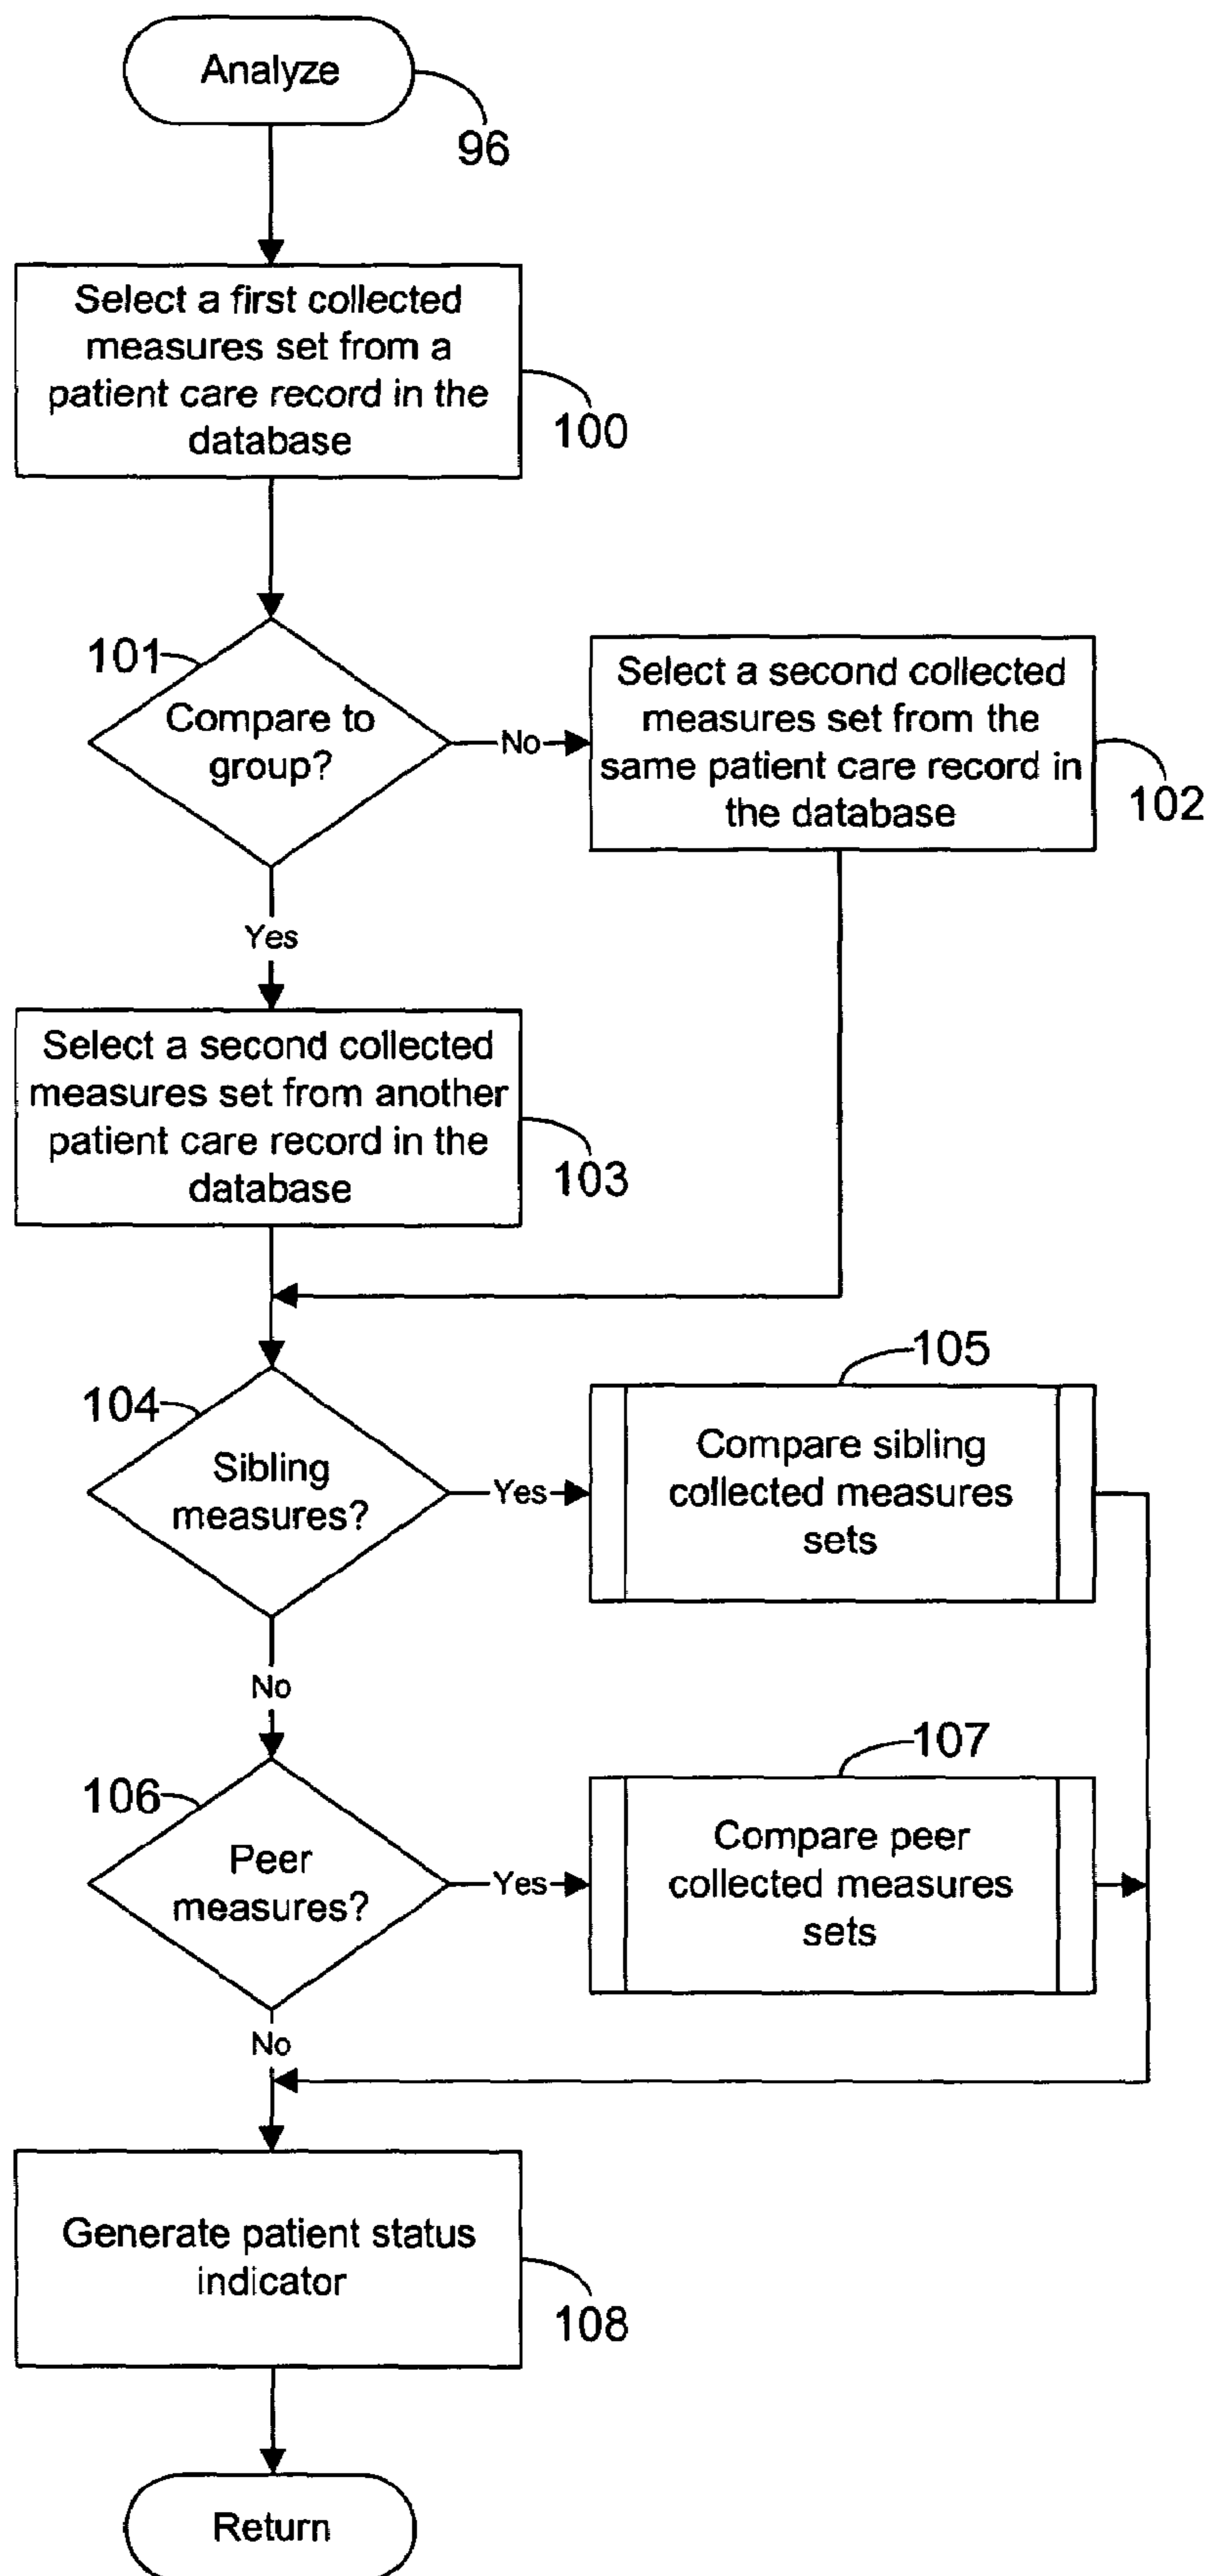 Analyze
96
Select a first collected
measures set from a
patient care record in the
database
100
101
Compare to
group?
No
Select a second collected
measures set from the
same patient care record in
the database
102
Yes
Select a second collected
measures set from another
patient care record in the
database
103
104
Sibling
measures?
Yes
105
Compare sibling
collected measures
sets
No
106
Peer
measures?
Yes
107
Compare peer
collected measures
sets
No
Generate patient status
indicator
108
Return